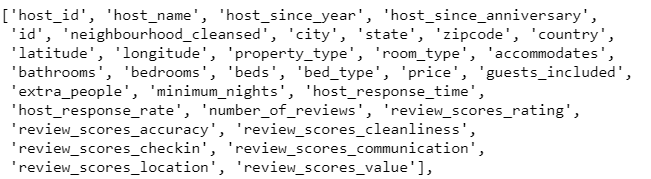 ['host_id', 'host_name', 'host_since_year', 'host_since_anniversary',
'id', 'neighbourhood_cleansed', 'city', 'state', 'zipcode', 'country',
'latitude', 'longitude', 'property_type', 'room_type', 'accommodates',
'bathrooms', 'bedrooms', 'beds', 'bed_type', 'price', 'guests_included',
'extra_people', 'minimum_nights', 'host_response_time',
'host_response_rate', 'number_of_reviews', 'review_scores_rating',
'review_scores_accuracy', 'review_scores_cleanliness',
'review_scores_checkin', 'review_scores_communication',
'review_scores_location', 'review_scores_value'],